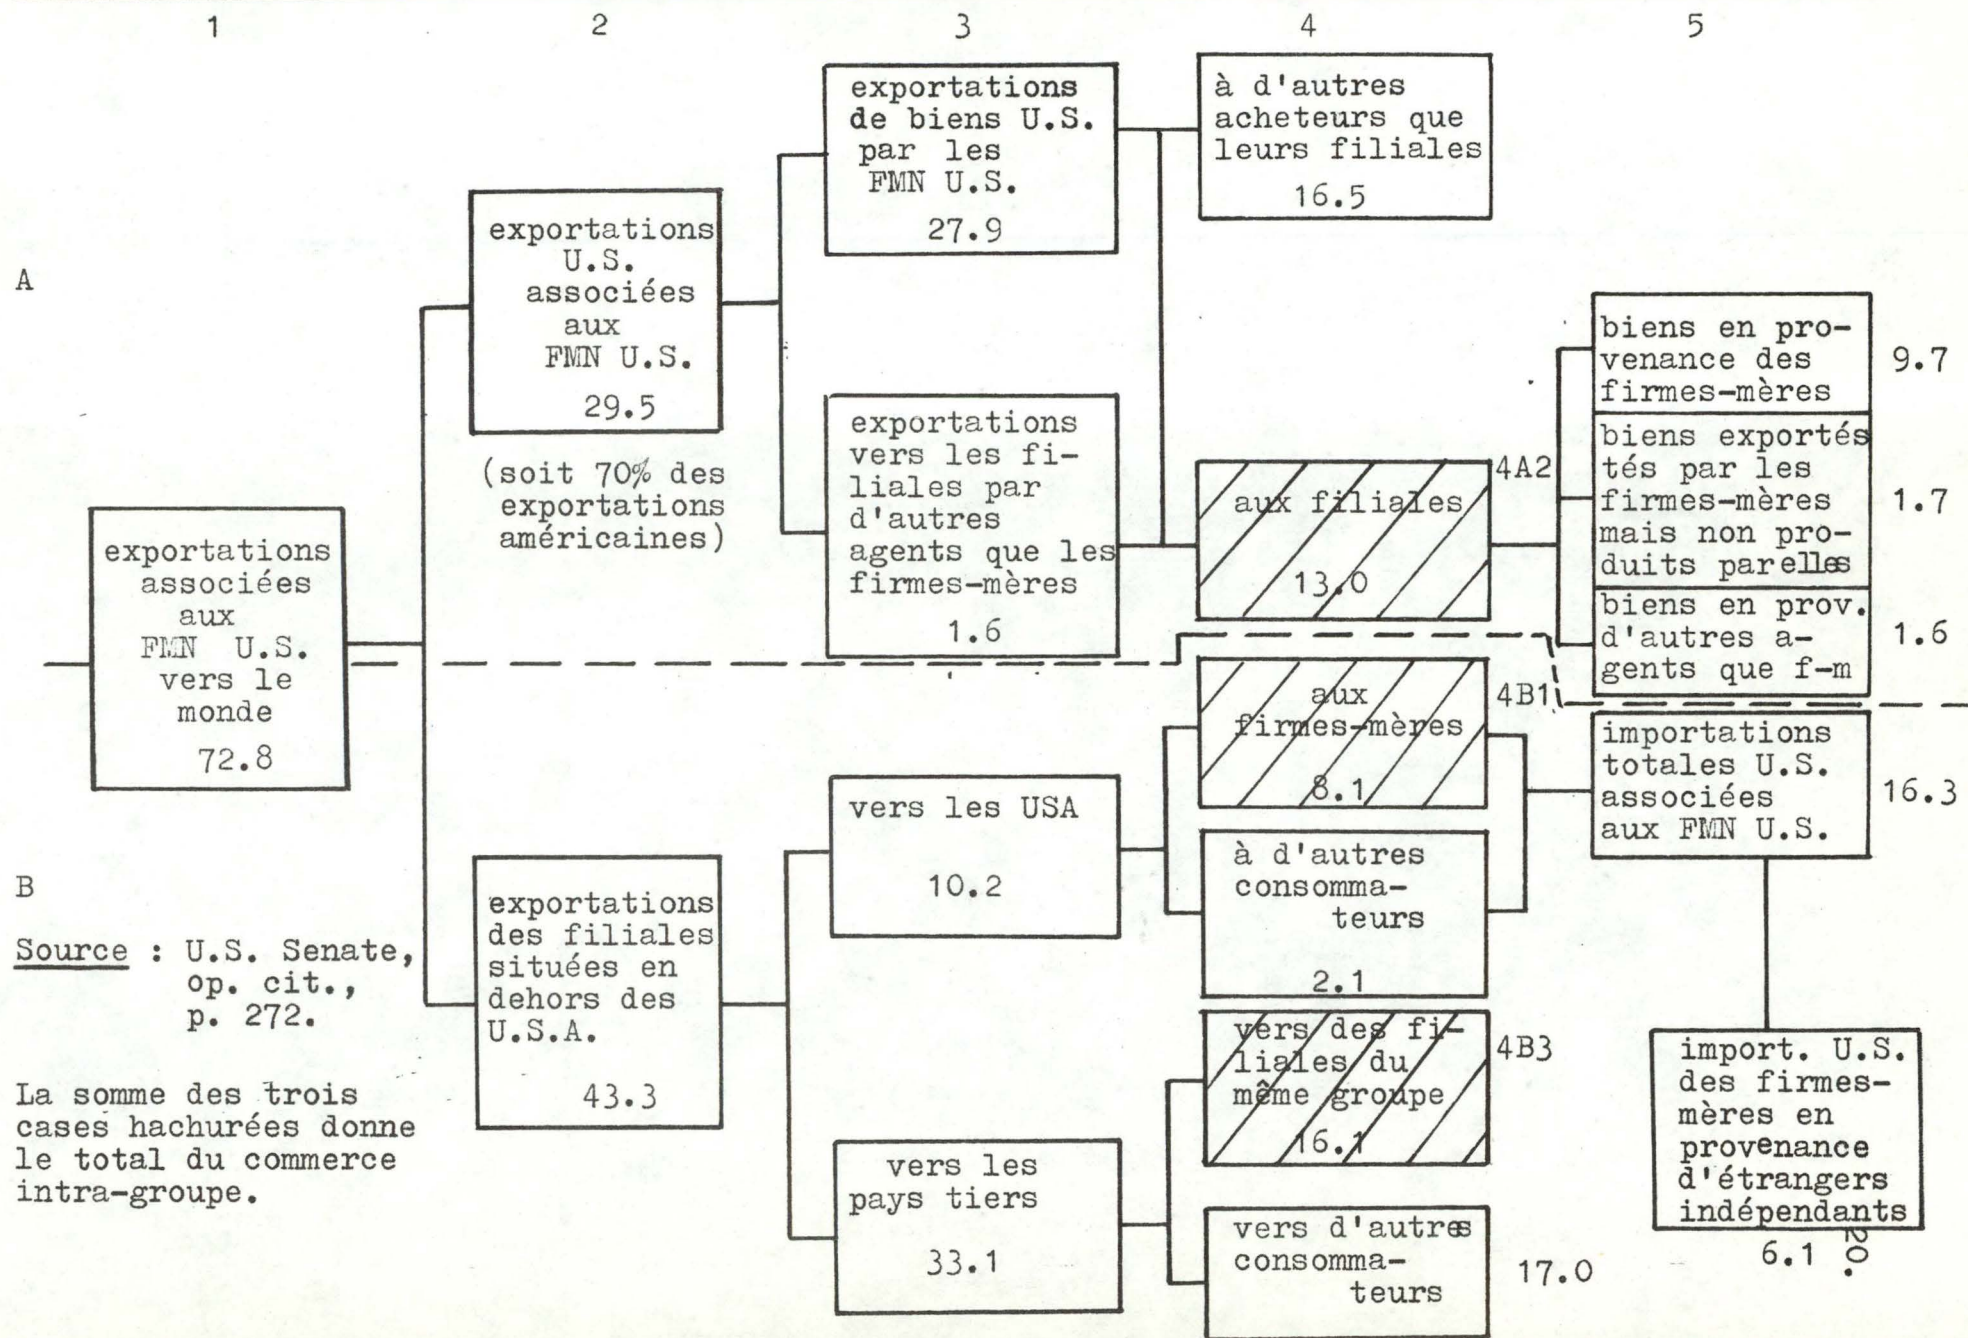 1
2
3
4
5
A
B
exportations
associées
aux
FMN U.S.
vers le
monde
72.8
exportations
U.S.
associées
aux
FMN U.S.
29.5
(soit 70% des
exportations
américaines)
exportations
de biens U.S.
par les
FMN U.S.
27.9
exportations
vers les fi-
liales par
d'autres
agents que les
firmes-mères
1.6
à d'autres
acheteurs que
leurs filiales
16.5
4A2
aux filiales
13.0
biens en pro-
venance des
firmes-mères
9.7
biens exportés
tés par les
firmes-mères
mais non pro-
duits par elles
1.7
biens en prov.
d'autres a-
gents que f-m
1.6
exportations
des filiales
situées en
dehors des
U.S.A.
43.3
vers les USA
10.2
vers les
pays tiers
33.1
4B1
aux
firmes-mères
8.1
à d'autres
consomma-
teurs
2.1
4B3
vers des fi-
liales du
même groupe
16.1
vers d'autres
consomma-
teurs
17.0
importations
totales U.S.
associées
aux FMN U.S.
16.3
import. U.S.
des firmes-
mères en
provenance
d'étrangers
indépendants
6.1
Source : U.S. Senate,
op. cit.,
p. 272.
La somme des trois
cases hachurées donne
le total du commerce
intra-groupe.
20.